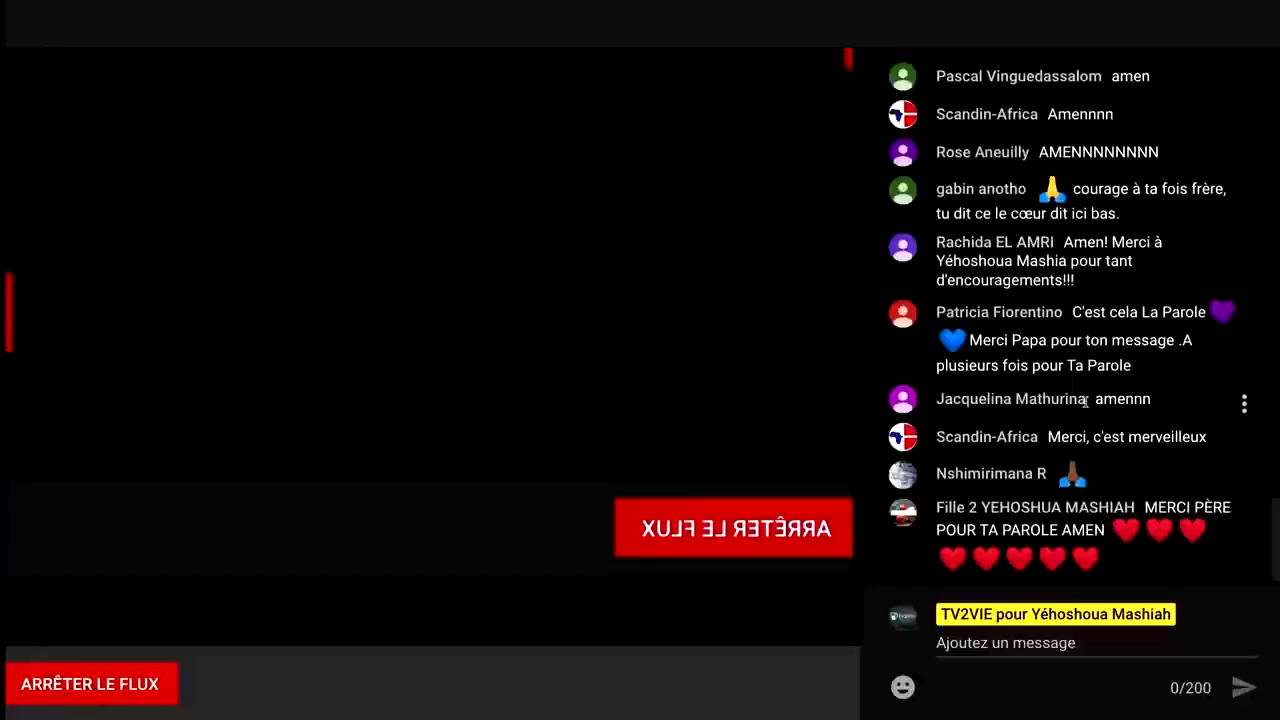 Pascal Vinguedassalom amen
Scandin-Africa Amennnn
Rose Aneuilly AMENNNNNNNN
gabin anotho 🙏 courage à ta fois frère,
tu dit ce le cœur dit ici bas.
Rachida EL AMRI Amen! Merci à
Yéhoshoua Mashia pour tant
d'encouragements!!!
Patricia Fiorentino C'est cela La Parole 💜
💙 Merci Papa pour ton message .A
plusieurs fois pour Ta Parole
Jacquelina Mathurina amennn
Scandin-Africa Merci, c'est merveilleux
Nshimirimana R 🙏🏾
Fille 2 YEHOSHUA MASHIAH MERCI PÈRE
POUR TA PAROLE AMEN ❤️ ❤️ ❤️
❤️ ❤️ ❤️ ❤️ ❤️
ARRÊTER LE FLUX
TV2VIE pour Yéhoshoua Mashiah
Ajoutez un message
ARRÊTER LE FLUX
0/200